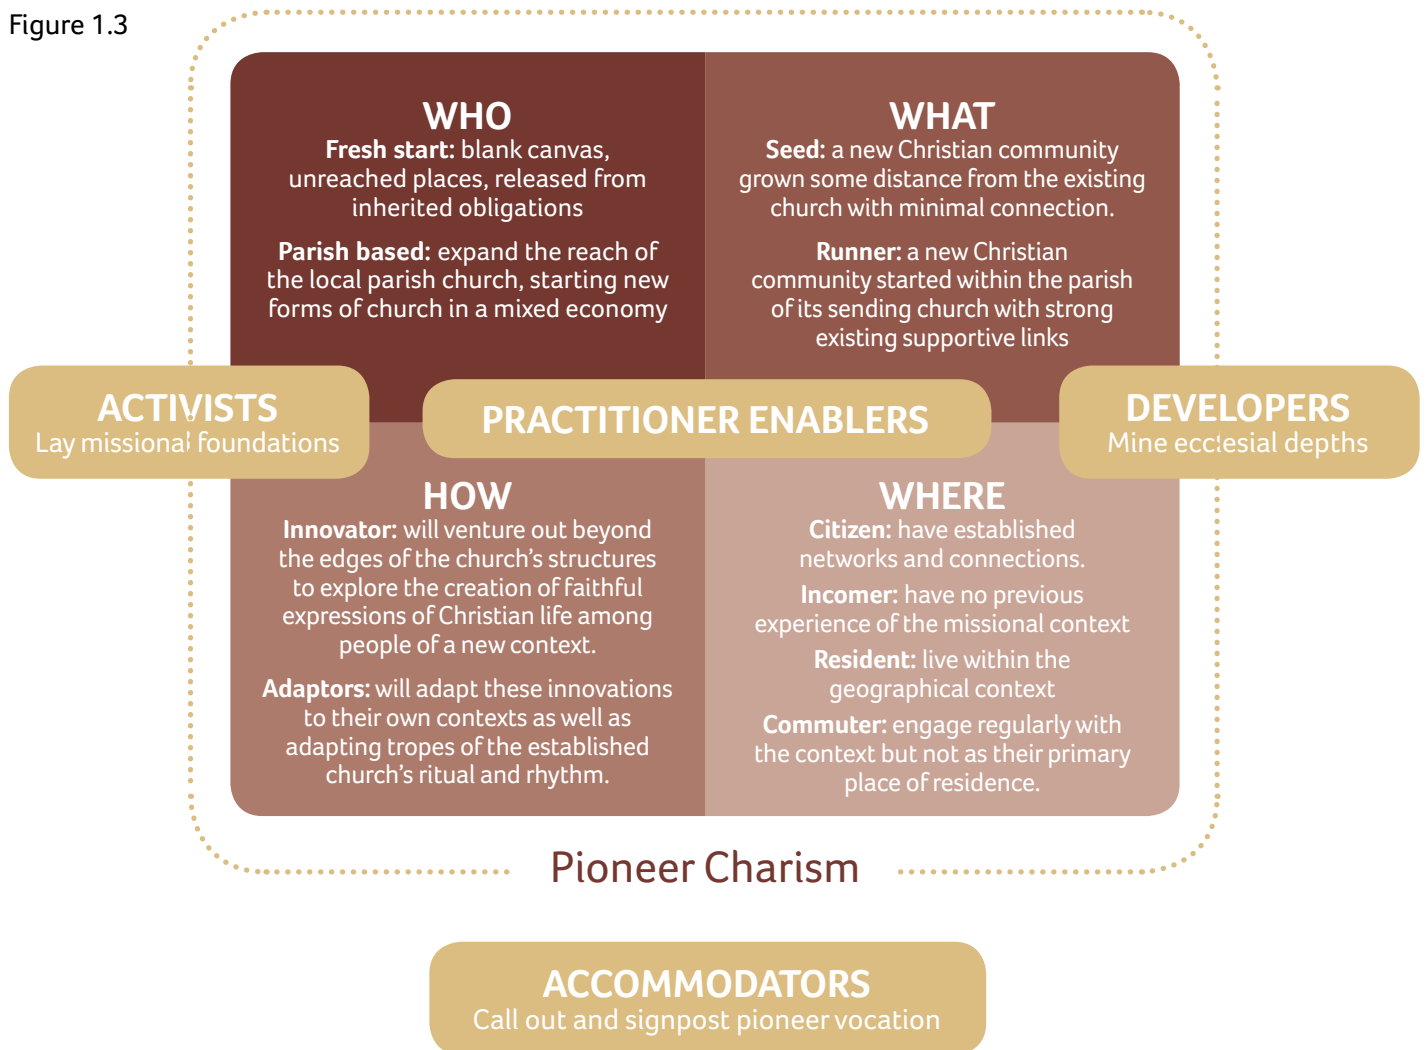 Figure 1.3
WHO
Fresh start: blank canvas,
unreached places, released from
inherited obligations
Parish based: expand the reach of
the local parish church, starting new
forms of church in a mixed economy
WHAT
Seed: a new Christian community
grown some distance from the existing
church with minimal connection.
Runner: a new Christian
community started within the parish
of its sending church with strong
existing supportive links
ACTIVISTS
Lay missional foundations
PRACTITIONER ENABLERS
DEVELOPERS
Mine ecclesial depths
HOW
Innovator: will venture out beyond
the edges of the church’s structures
to explore the creation of faithful
expressions of Christian life among
people of a new context.
Adaptors: will adapt these innovations
to their own contexts as well as
adapting tropes of the established
church’s ritual and rhythm.
WHERE
Citizen: have established
networks and connections.
Incomer: have no previous
experience of the missional context
Resident: live within the
geographical context
Commuter: engage regularly with
the context but not as their primary
place of residence.
Pioneer Charism
ACCOMMODATORS
Call out and signpost pioneer vocation